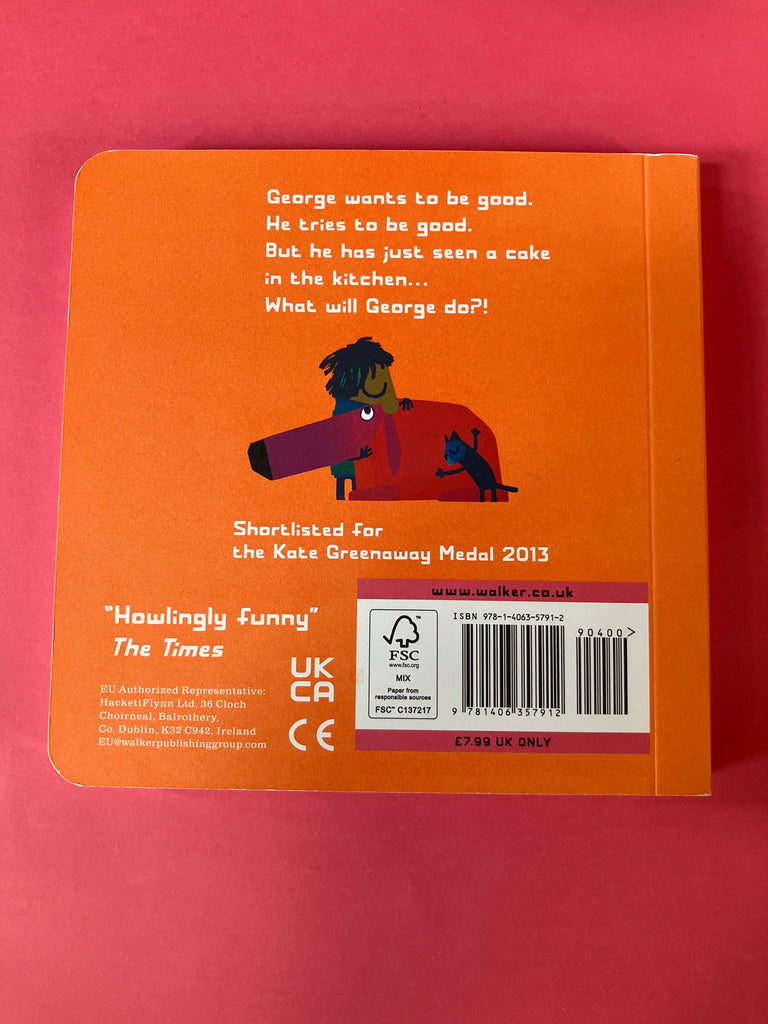 George wants to be good.
He tries to be good.
But he has just seen a cake
in the kitchen...
What will George do?!
Shortlisted for
the Kate Greenaway Medal 2013
"Howlingly funny"
The Times
EU Authorized Representative:
HackettFlynn Ltd, 36 Cloch
Choirneal, Balrothery,
Co. Dublin, K32 C942, Ireland
EU@walkerpublishinggroup.com
UK
CA
CE
www.walker.co.uk
FSC
™
www.fsc.org
MIX
Paper from
responsible sources
FSC™ C137217
ISBN 978-1-4063-5791-2
90400>
9 781406 357912
£7.99 UK ONLY